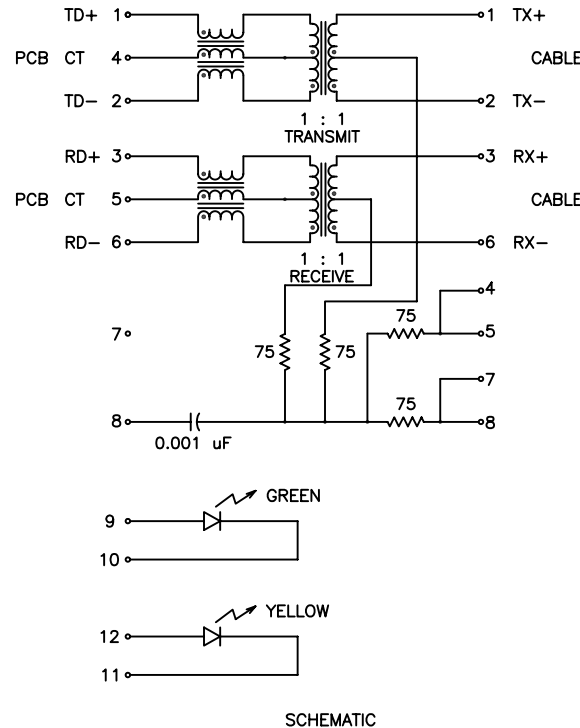 TD+ 1 1 TX+
PCB CT 4 CABLE
TD- 2 2 TX-
1 : 1
TRANSMIT
RD+ 3 3 RX+
PCB CT 5 CABLE
RD- 6 6 RX-
1 : 1
RECEIVE
4
75
7 5
75 75
7
75
8 8
0.001 uF
GREEN
9
10
YELLOW
12
11
SCHEMATIC